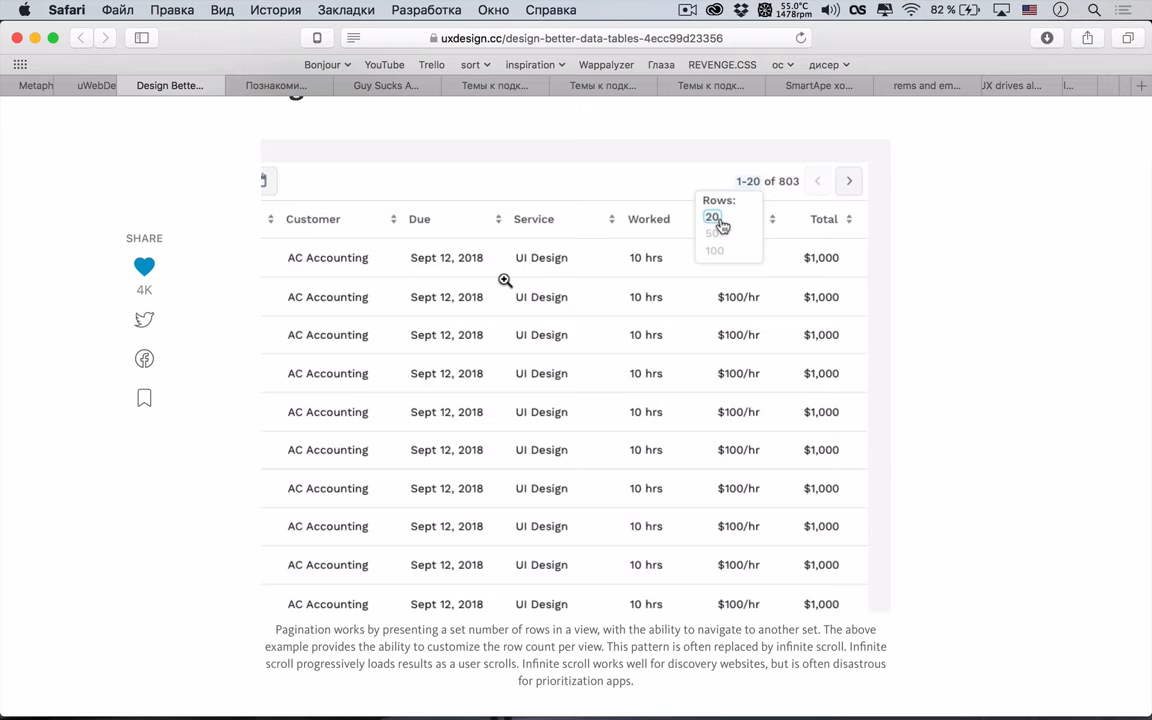 Safari Файл Правка Вид История Закладки Разработка Окно Справка 55.0°C 1478rpm 82 %
uxdesign.cc/design-better-data-tables-4ecc99d23356
Bonjour YouTube Trello sort inspiration Wappalyzer Глаза REVENGE.CSS ос дисер
Metaph uWebDe Design Bette... Познакоми... Guy Sucks A... Темы к подк... Темы к подк... Темы к подк... SmartApe хо... rems and em... JX drives al... I...
1-20 of 803
Rows:
20
50
100
Customer Due Service Worked Total
AC Accounting Sept 12, 2018 UI Design 10 hrs $1,000
AC Accounting Sept 12, 2018 UI Design 10 hrs $100/hr $1,000
AC Accounting Sept 12, 2018 UI Design 10 hrs $100/hr $1,000
AC Accounting Sept 12, 2018 UI Design 10 hrs $100/hr $1,000
AC Accounting Sept 12, 2018 UI Design 10 hrs $100/hr $1,000
AC Accounting Sept 12, 2018 UI Design 10 hrs $100/hr $1,000
AC Accounting Sept 12, 2018 UI Design 10 hrs $100/hr $1,000
AC Accounting Sept 12, 2018 UI Design 10 hrs $100/hr $1,000
AC Accounting Sept 12, 2018 UI Design 10 hrs $100/hr $1,000
AC Accounting Sept 12, 2018 UI Design 10 hrs $100/hr $1,000
SHARE
4K
Pagination works by presenting a set number of rows in a view, with the ability to navigate to another set. The above
example provides the ability to customize the row count per view. This pattern is often replaced by infinite scroll. Infinite
scroll progressively loads results as a user scrolls. Infinite scroll works well for discovery websites, but is often disastrous
for prioritization apps.